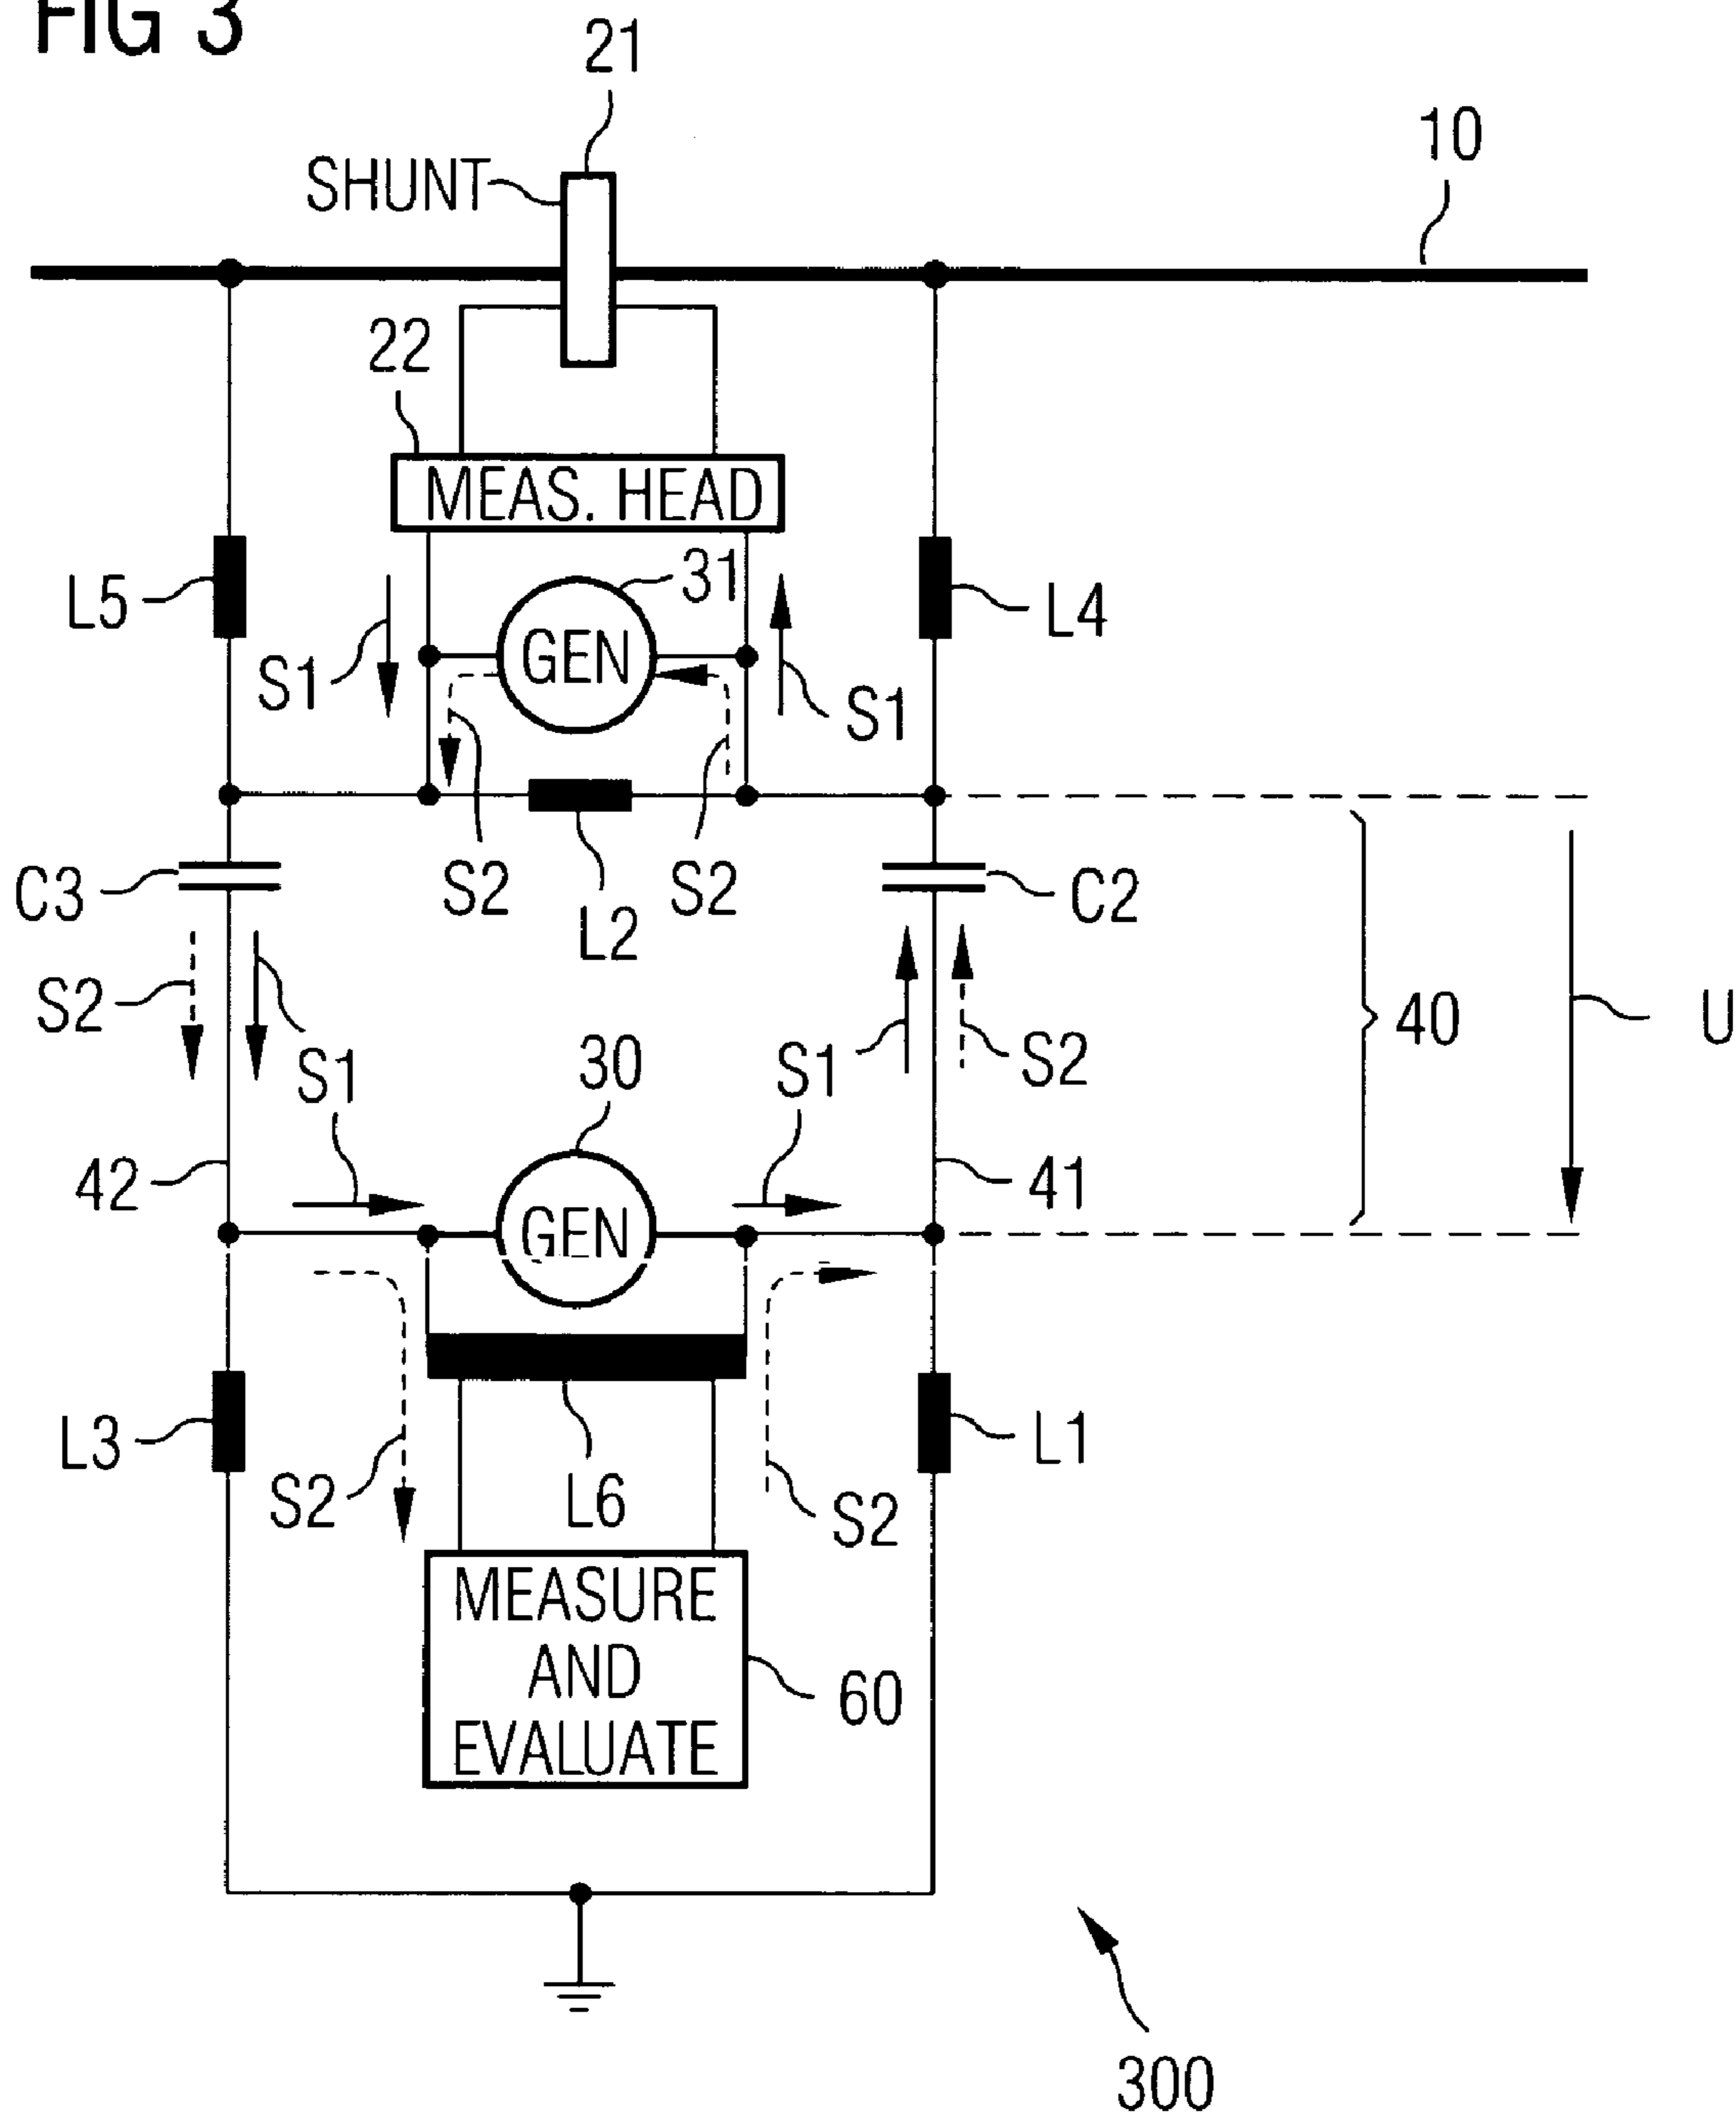 FIG 3
21
SHUNT
10
22
MEAS. HEAD
L5
31
L4
S1
GEN
S1
S2
L2
S2
C3
C2
S2
S1
S1
S2
40
U
30
42
41
GEN
L3
L1
S2
L6
S2
MEASURE
AND
EVALUATE
60
300